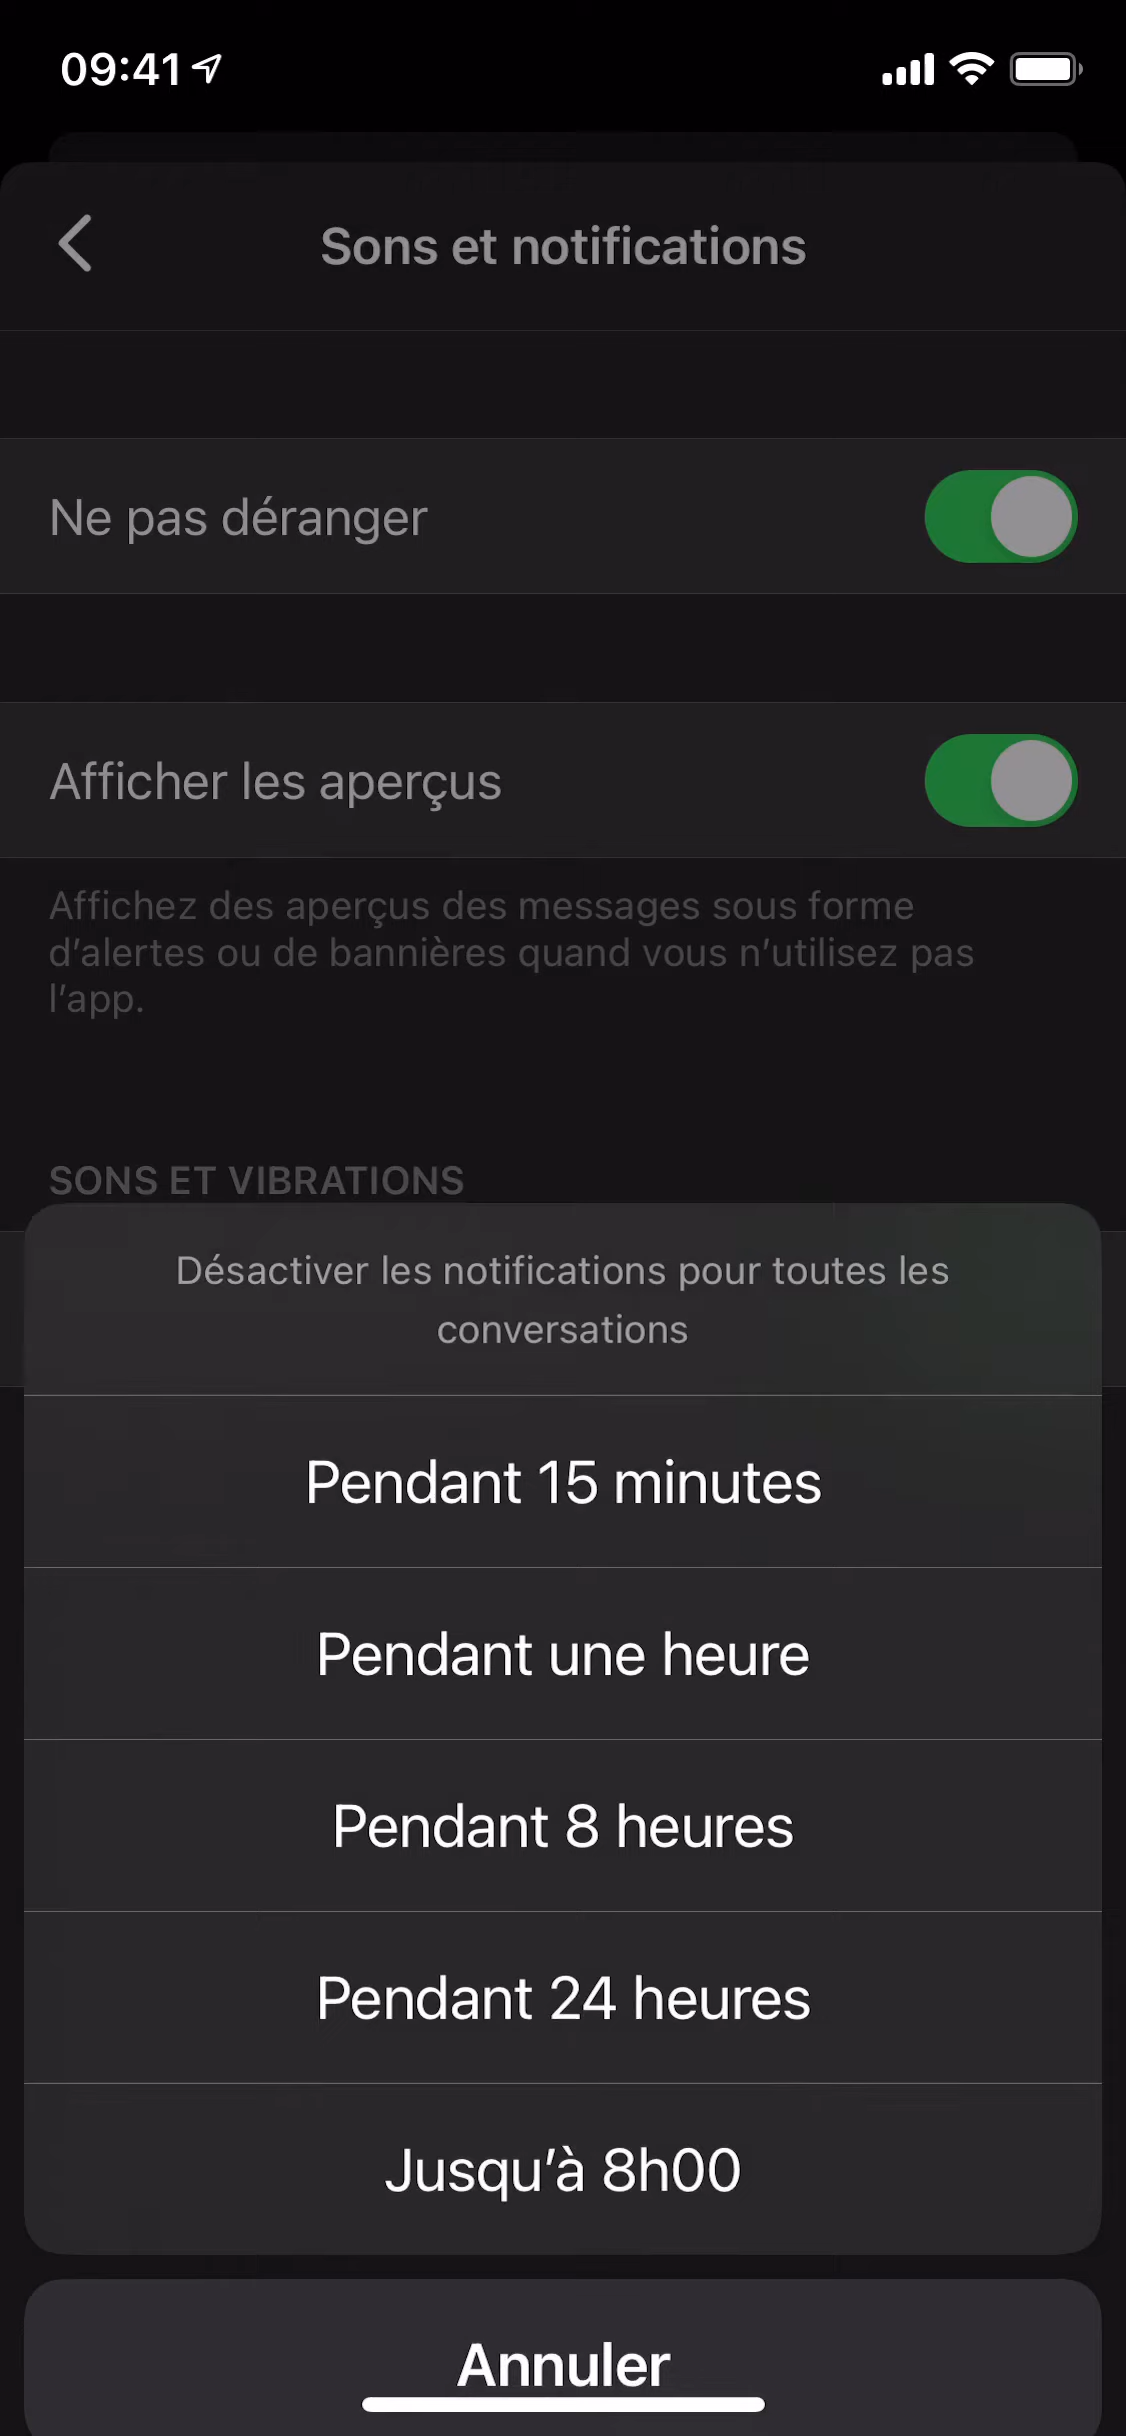 09:41
Sons et notifications
Ne pas déranger
Afficher les aperçus
Affichez des aperçus des messages sous forme
d’alertes ou de bannières quand vous n’utilisez pas
l’app.
SONS ET VIBRATIONS
Désactiver les notifications pour toutes les
conversations
Pendant 15 minutes
Pendant une heure
Pendant 8 heures
Pendant 24 heures
Jusqu’à 8h00
Annuler